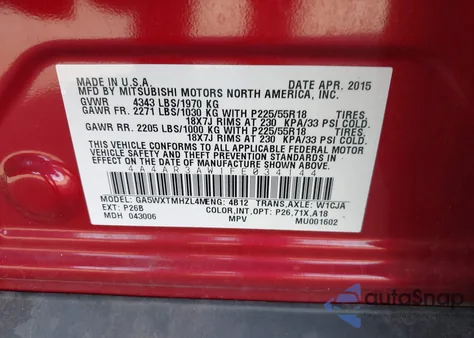 MADE IN U.S.A. DATE APR. 2015
MFD BY MITSUBISHI MOTORS NORTH AMERICA, INC.
GVWR 4343 LBS/1970 KG
GAWR FR. 2271 LBS/1030 KG WITH P225/55R18 TIRES.
18X7J RIMS AT 230 KPA/33 PSI COLD.
GAWR RR. 2205 LBS/1000 KG WITH P225/55R18 TIRES.
18X7J RIMS AT 230 KPA/33 PSI COLD.
THIS VEHICLE CONFORMS TO ALL
APPLICABLE FEDERAL MOTOR VEHICLE
SAFETY AND THEFT PREVENTION
STANDARDS IN EFFECT ON THE DATE
OF MANUFACTURE SHOWN ABOVE.
4A4AR3AW1FE034144
MODEL: GA5WXTMHZL4M ENG: 4B12 TRANS,AXLE: W1CJA
EXT: P26B COLOR,INT,OPT: P26,71X,A18
MDH 043006 MPV MU001602
autoSnap